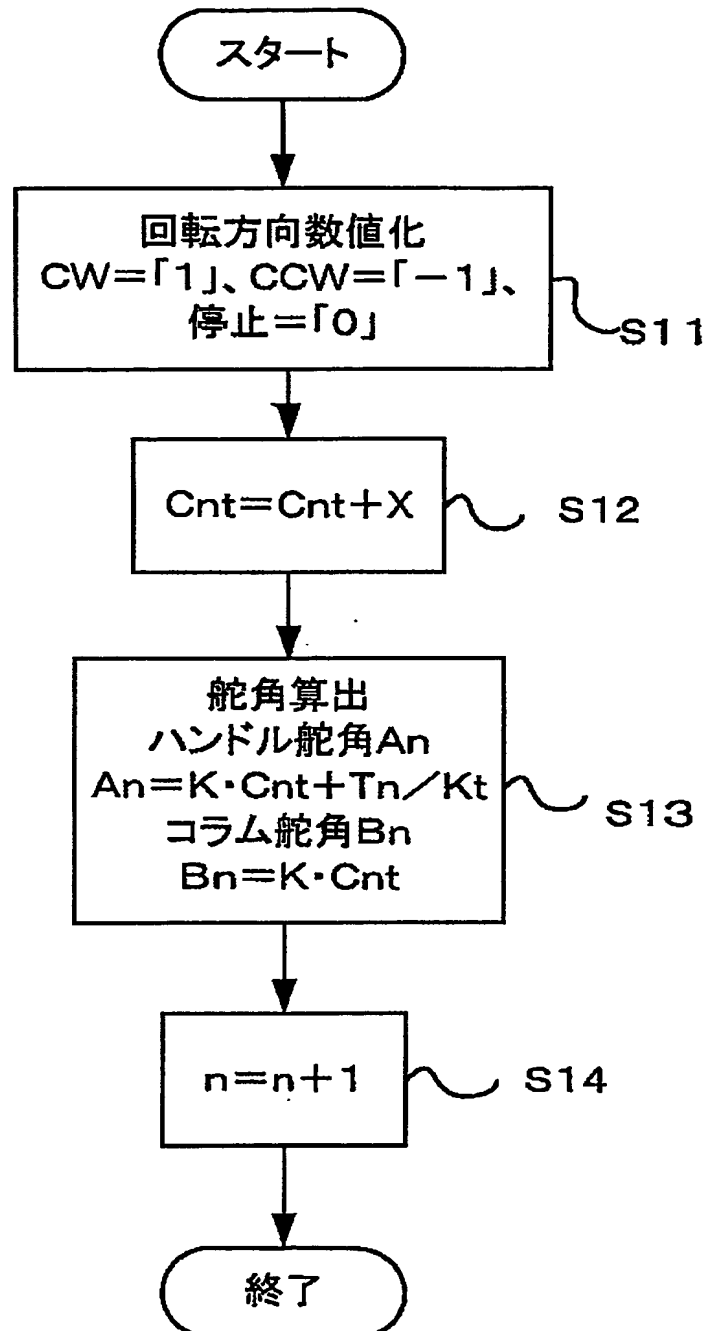 スタート
回転方向数値化
CW=「1」、CCW=「-1」、
停止=「0」
S11
Cnt=Cnt+X
S12
舵角算出
ハンドル舵角An
An=K・Cnt+Tn/Kt
コラム舵角Bn
Bn=K・Cnt
S13
n=n+1
S14
終了